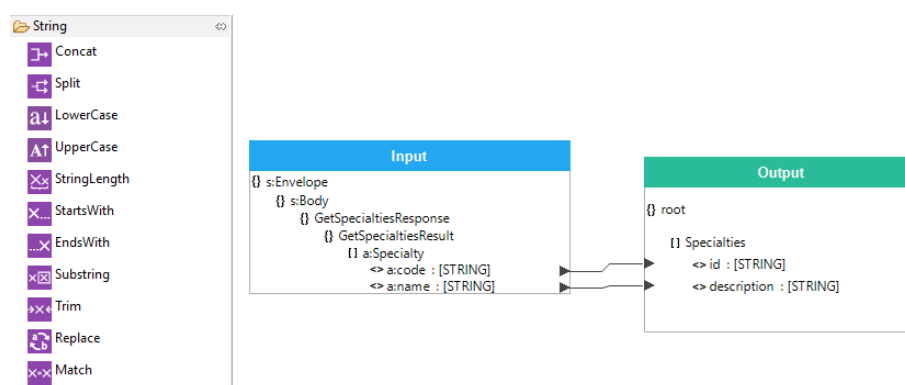 String
Concat
Split
LowerCase
UpperCase
StringLength
StartsWith
EndsWith
Substring
Trim
Replace
Match
Input
{} s:Envelope
{} s:Body
{} GetSpecialtiesResponse
{} GetSpecialtiesResult
[] a:Specialty
<> a:code : [STRING]
<> a:name : [STRING]
Output
{} root
[] Specialties
<> id : [STRING]
<> description : [STRING]